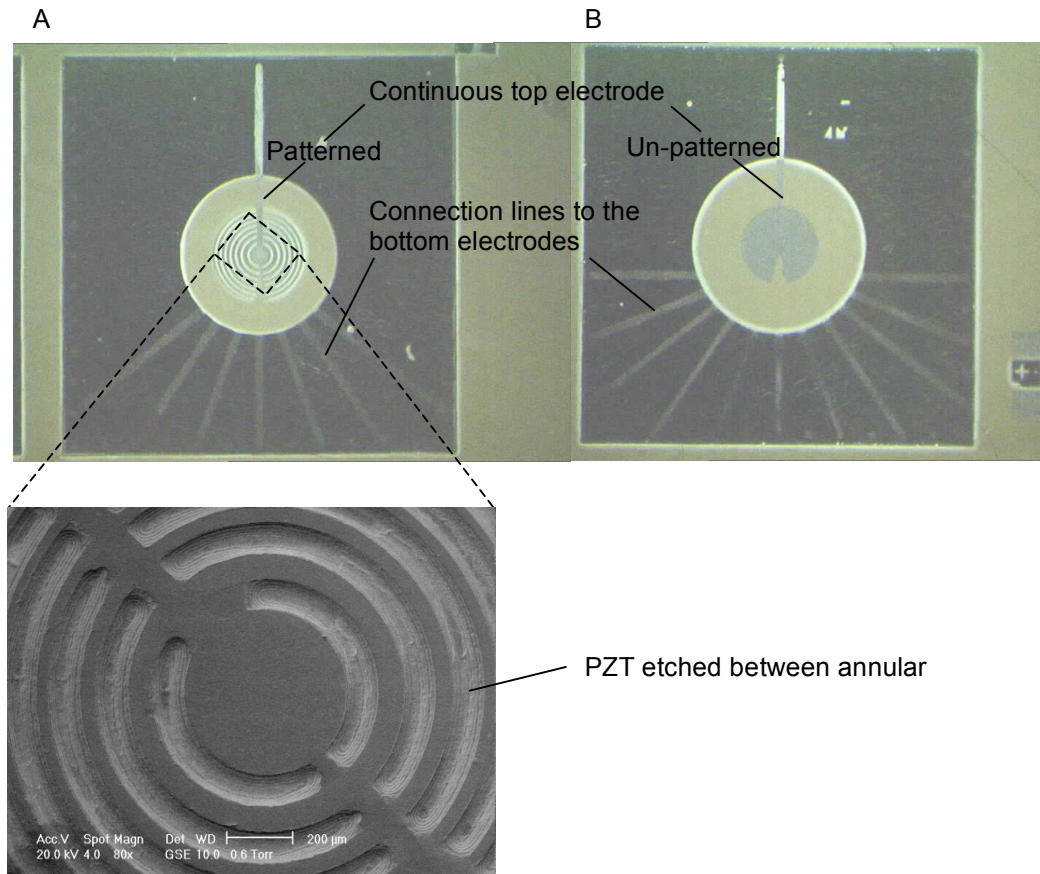 A
B
Continuous top electrode
Patterned
Un-patterned
Connection lines to the
bottom electrodes
PZT etched between annular
Acc.V Spot Magn Det WD 200 µm
20.0 kV 4.0 80x GSE 10.0 0.6 Torr